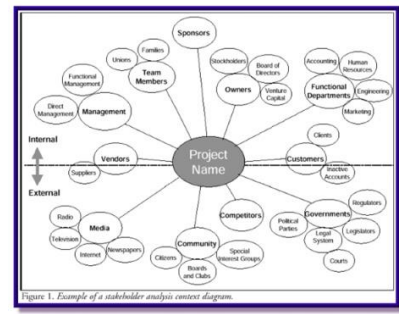 Sponsors
Families
Unions
Team
Members
Stockholders
Board of
Directors
Owners
Venture
Capital
Accounting
Human
Resources
Functional
Departments
Engineering
Marketing
Functional
Management
Direct
Management
Management
Internal
External
Vendors
Suppliers
Project
Name
Clients
Customers
Inactive
Accounts
Radio
Media
Television
Internet
Newspapers
Community
Citizens
Boards
and Clubs
Special
Interest Groups
Competitors
Governments
Regulators
Political
Parties
Legal
System
Legislators
Courts
Figure 1. Example of a stakeholder analysis context diagram.